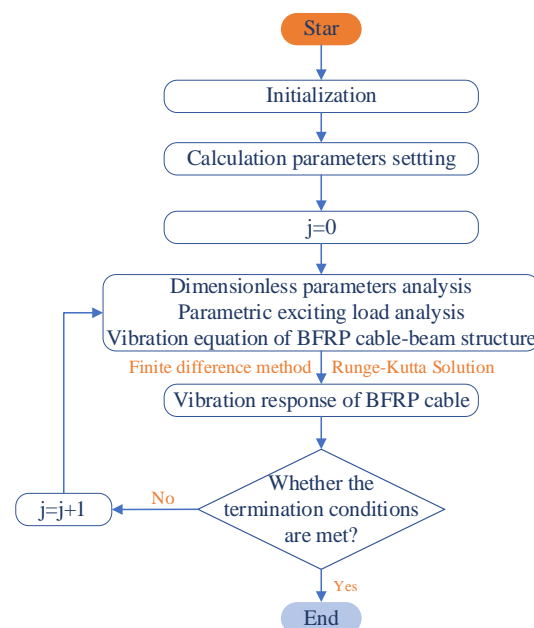 Star
Initialization
Calculation parameters settting
j=0
Dimensionless parameters analysis
Parametric exciting load analysis
Vibration equation of BFRP cable-beam structure
Finite difference method
Runge-Kutta Solution
Vibration response of BFRP cable
Whether the
termination conditions
are met?
No
j=j+1
Yes
End